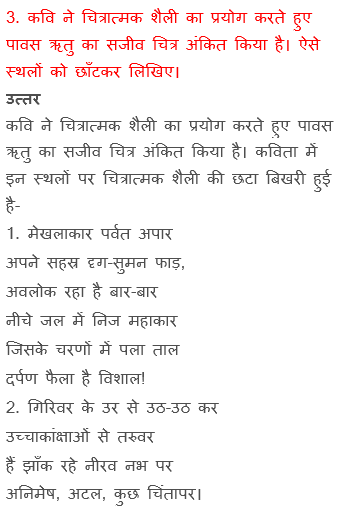 3. कवि ने चित्रात्मक शैली का प्रयोग करते हुए
पावस ऋतु का सजीव चित्र अंकित किया है। ऐसे
स्थलों को छाँटकर लिखिए।
उत्तर
कवि ने चित्रात्मक शैली का प्रयोग करते हुए पावस
ऋतु का सजीव चित्र अंकित किया है। कविता में
इन स्थलों पर चित्रात्मक शैली की छटा बिखरी हुई
है-
1. मेखलाकार पर्वत अपार
अपने सहस्र दृग-सुमन फाड़,
अवलोक रहा है बार-बार
नीचे जल में निज महाकार
जिसके चरणों में पला ताल
दर्पण फैला है विशाल!
2. गिरिवर के उर से उठ-उठ कर
उच्चाकांक्षाओं से तरुवर
हैं झाँक रहे नीरव नभ पर
अनिमेष, अटल, कुछ चिंतापर।